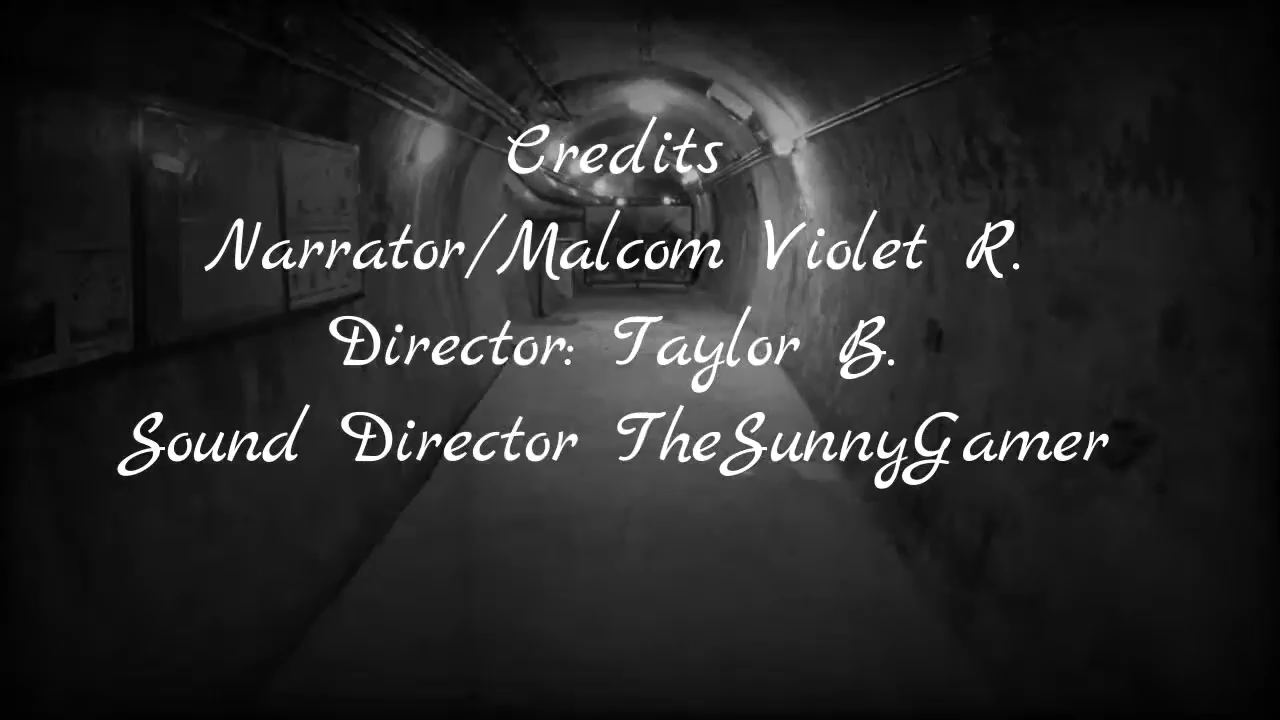 Credits
Narrator/Malcom Violet R.
Director: Taylor B.
Sound Director TheSunnyGamer